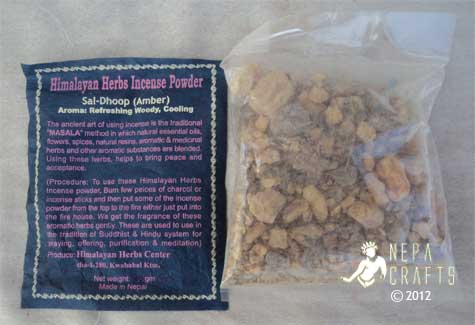 Himalayan Herbs Incense Powder
Sal-Dhoop (Amber)
Aroma: Refreshing Woody, Cooling
The ancient art of using incense is the traditional
"MASALA" method in which natural essential oils,
flowers, spices, natural resins, aromatic & medicinal
herbs and other aromatic substances are blended.
Using these herbs, helps to bring peace and
acceptance.
(Procedure: To use these Himalayan Herbs
Incense powder, Burn few peices of charcol or
incense sticks and then put some of the incense
powder from the top to the fire either just put into
the fire house. We get the fragrance of these
aromatic herbs gently. These are used to use in
the tradition of Buddhist & Hindu system for
praying, offering, purification & meditation)
Produce: Himalayan Herbs Center
Kwabahal Ktm.
Net weight: gm
Made in Nepal
NEPA
CRAFTS
© 2012